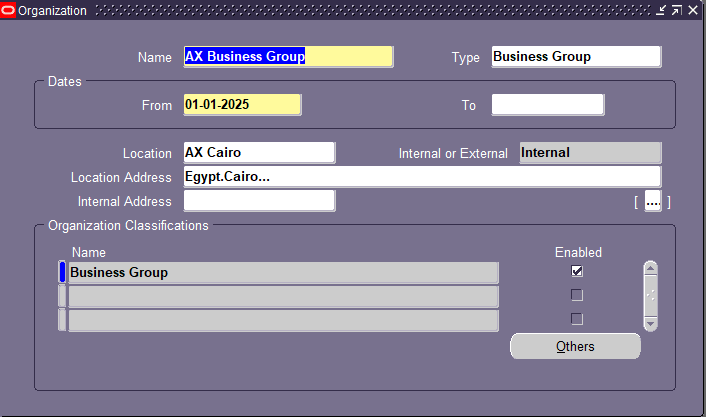 Organization
Name AX Business Group Type Business Group
Dates
From 01-01-2025 To
Location AX Cairo Internal or External Internal
Location Address Egypt.Cairo...
Internal Address [ .... ]
Organization Classifications
Name Enabled
Business Group
Others